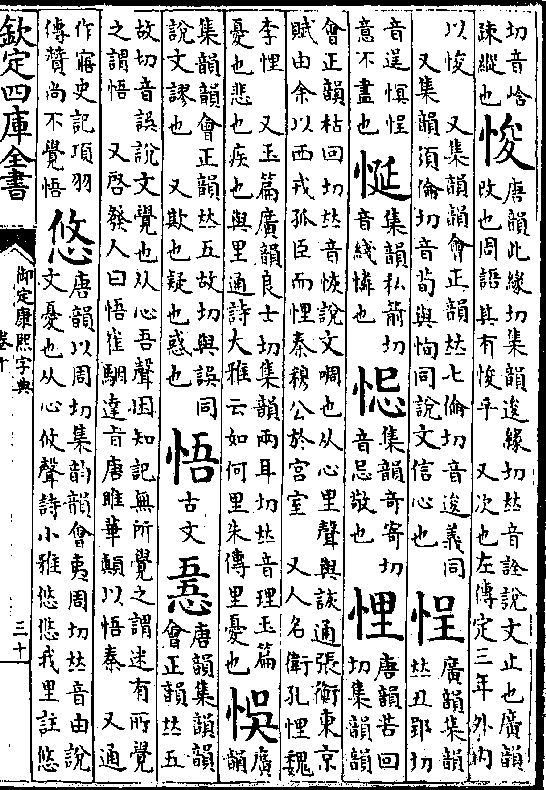 切音峆
疎縱也
悛
唐韻此緣切集韻逡緣切𠀤音詮說文止也廣韻
改也周語其有悛乎 又次也左傳定三年外内
以悛 又集韻韻會正韻𠀤七倫切音逡義同
又集韻須倫切音荀與恂同說文信心也
悜
廣韻集韻
𠀤丑郢切
音逞悜
意不盡也
集韻私箭切
音綫憐也
集韻奇寄切
音忌敬也
悝
唐韻苦回
切集韻韻
會正韻枯回切𠀤音恢說文啁也从心里聲與詼通張衡東京
賦由余以西戎孤臣而悝秦穆公於宮室 又人名衛孔悝魏
李悝 又玉篇廣韻良士切集韻兩耳切𠀤音理玉篇
憂也悲也疾也與里通詩大雅云如何里朱傳里憂也
悞
廣
韻
集韻韻會正韻𠀤五故切與誤同
說文謬也 又欺也疑也惑也
悟
古文
唐韻集韻韻
會正韻𠀤五
故切音誤說文覺也从心吾聲困知記無所覺之謂迷有所覺
之謂悟 又啓發人曰悟崔駰達旨唐雎華顛以悟秦 又通
作寤史記項羽
傳贊尚不覺悟
悠
唐韻以周切集韻韻會夷周切𠀤音由說
文憂也从心攸聲詩小雅悠悠我里註悠
欽定四庫全書
御定康熙字典
卷十
三十